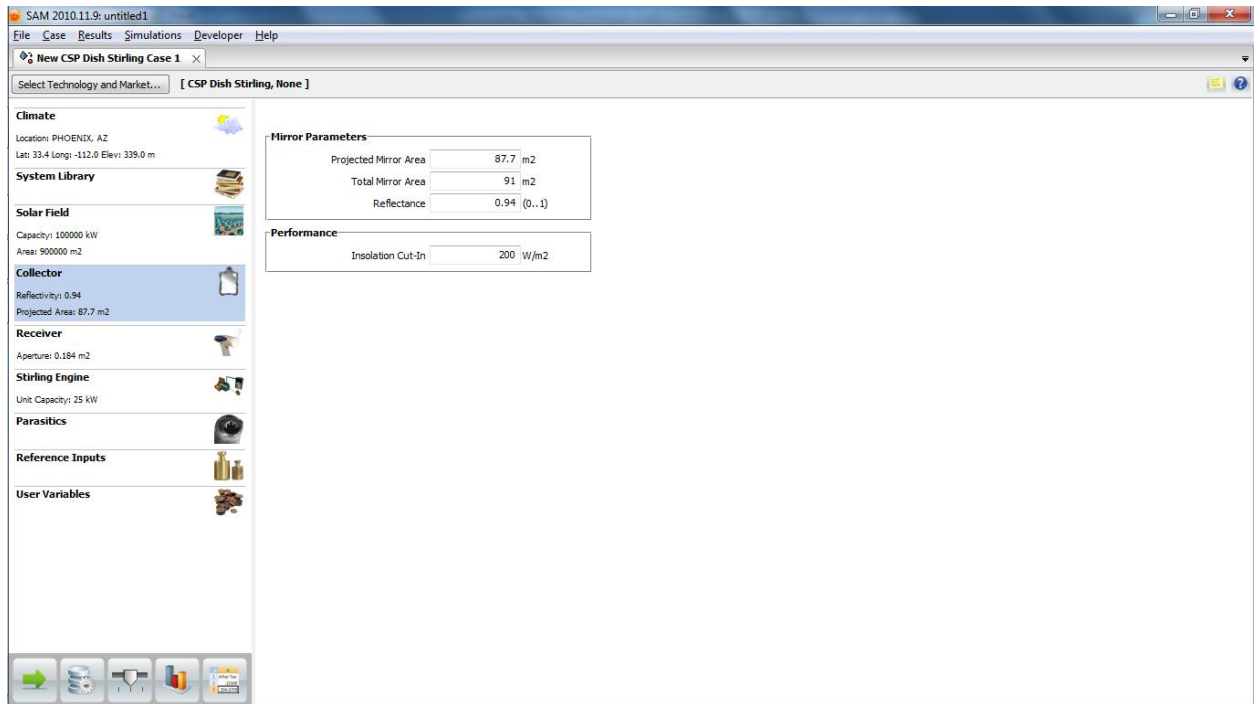 SAM 2010.11.9: untitled1
File Case Results Simulations Developer Help
New CSP Dish Stirling Case 1
Select Technology and Market... [ CSP Dish Stirling, None ]
Climate
Location: PHOENIX, AZ
Lat: 33.4 Long: -112.0 Elev: 339.0 m
System Library
Solar Field
Capacity: 100000 kW
Area: 900000 m2
Collector
Reflectivity: 0.94
Projected Area: 87.7 m2
Receiver
Aperture: 0.184 m2
Stirling Engine
Unit Capacity: 25 kW
Parasitics
Reference Inputs
User Variables
Mirror Parameters
Projected Mirror Area 87.7 m2
Total Mirror Area 91 m2
Reflectance 0.94 (0..1)
Performance
Insolation Cut-In 200 W/m2
After Tax